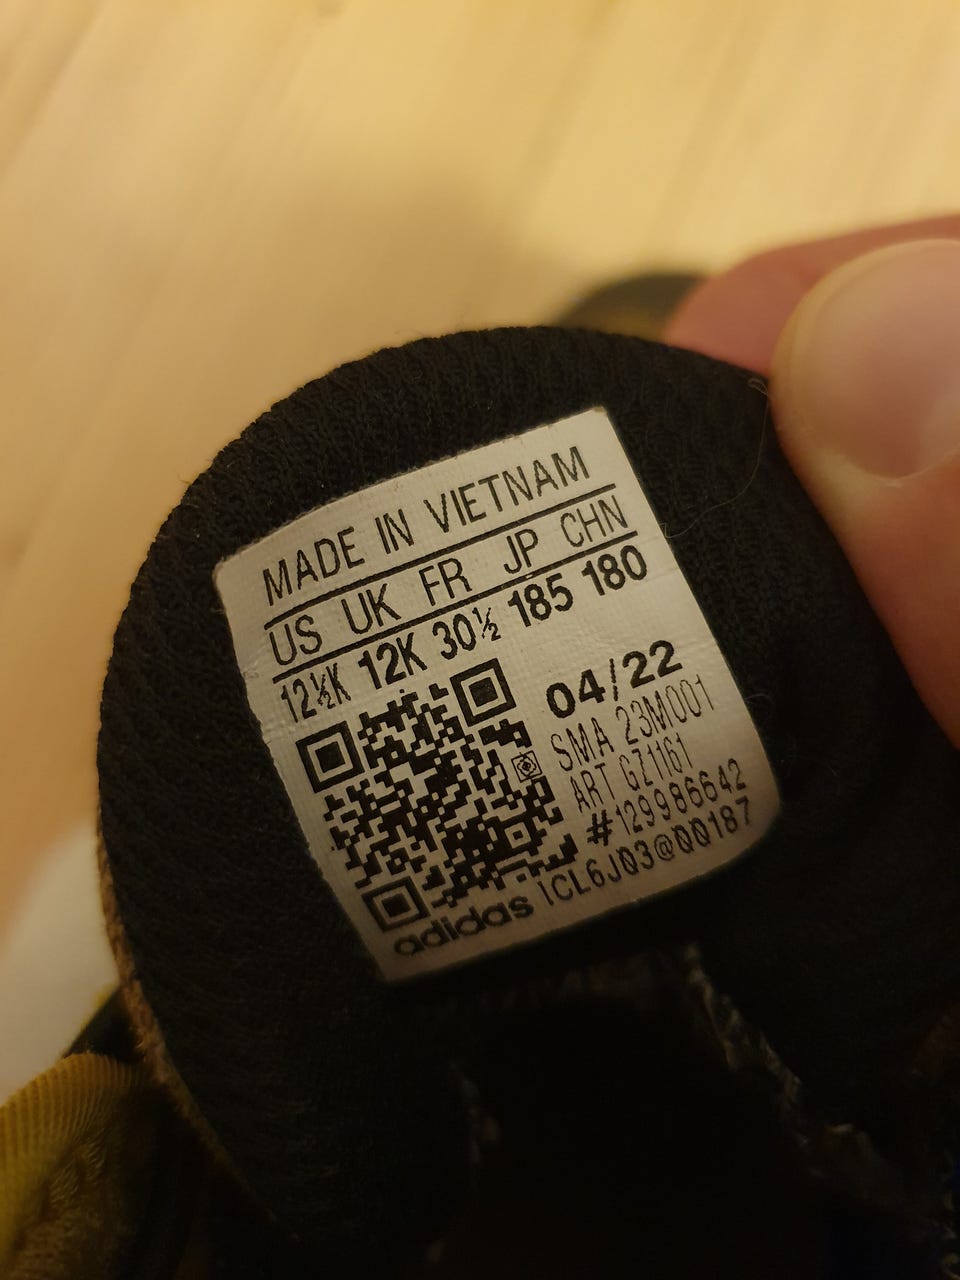 MADE IN VIETNAM
US UK FR JP CHN
12½K 12K 30½ 185 180
04/22
SMA 23M001
ART GZ1161
#129986642
adidas 1CL6J03@00187